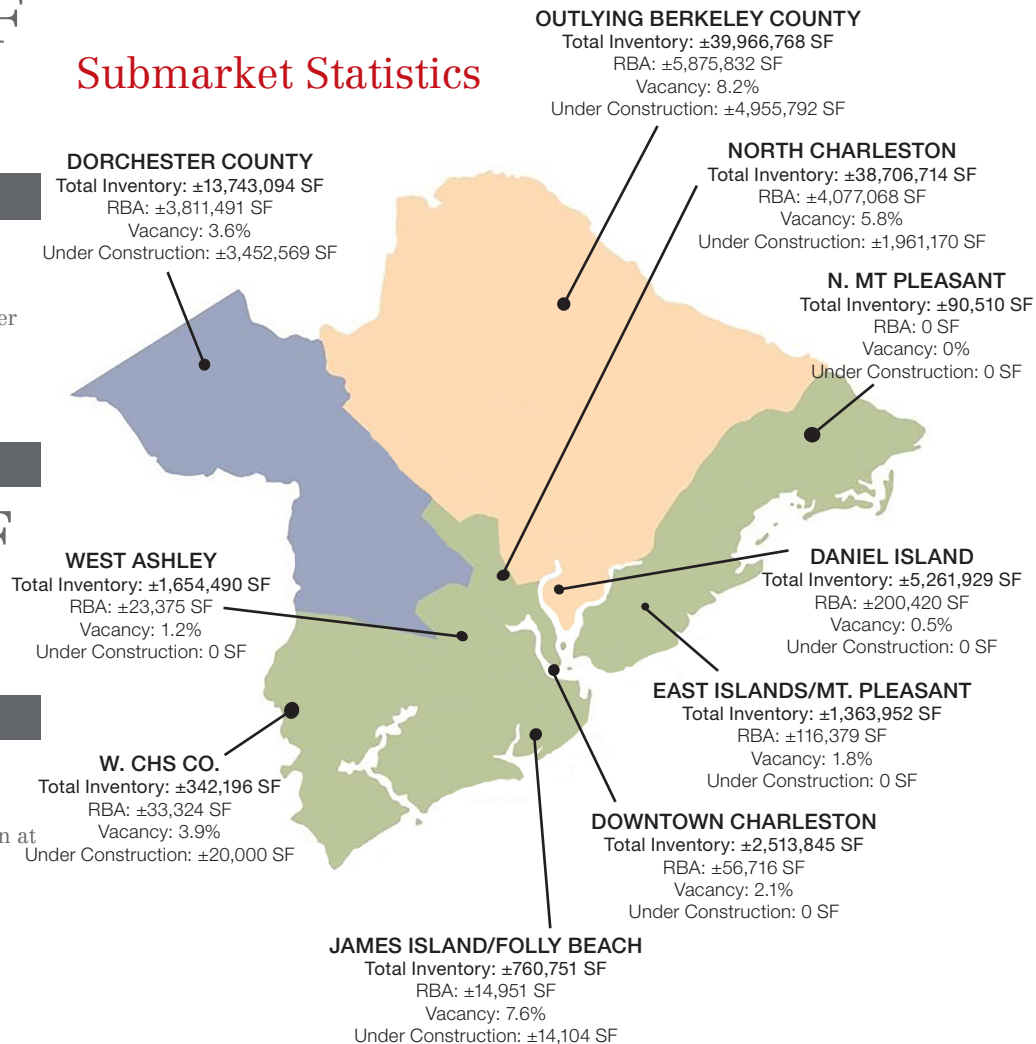 F
Submarket Statistics
OUTLYING BERKELEY COUNTY
Total Inventory: ±39,966,768 SF
RBA: ±5,875,832 SF
Vacancy: 8.2%
Under Construction: ±4,955,792 SF
DORCHESTER COUNTY
Total Inventory: ±13,743,094 SF
RBA: ±3,811,491 SF
Vacancy: 3.6%
Under Construction: ±3,452,569 SF
NORTH CHARLESTON
Total Inventory: ±38,706,714 SF
RBA: ±4,077,068 SF
Vacancy: 5.8%
Under Construction: ±1,961,170 SF
N. MT PLEASANT
Total Inventory: ±90,510 SF
RBA: 0 SF
Vacancy: 0%
Under Construction: 0 SF
er
F
WEST ASHLEY
Total Inventory: ±1,654,490 SF
RBA: ±23,375 SF
Vacancy: 1.2%
Under Construction: 0 SF
DANIEL ISLAND
Total Inventory: ±5,261,929 SF
RBA: ±200,420 SF
Vacancy: 0.5%
Under Construction: 0 SF
EAST ISLANDS/MT. PLEASANT
Total Inventory: ±1,363,952 SF
RBA: ±116,379 SF
Vacancy: 1.8%
Under Construction: 0 SF
W. CHS CO.
Total Inventory: ±342,196 SF
RBA: ±33,324 SF
Vacancy: 3.9%
Under Construction: ±20,000 SF
n at
DOWNTOWN CHARLESTON
Total Inventory: ±2,513,845 SF
RBA: ±56,716 SF
Vacancy: 2.1%
Under Construction: 0 SF
JAMES ISLAND/FOLLY BEACH
Total Inventory: ±760,751 SF
RBA: ±14,951 SF
Vacancy: 7.6%
Under Construction: ±14,104 SF